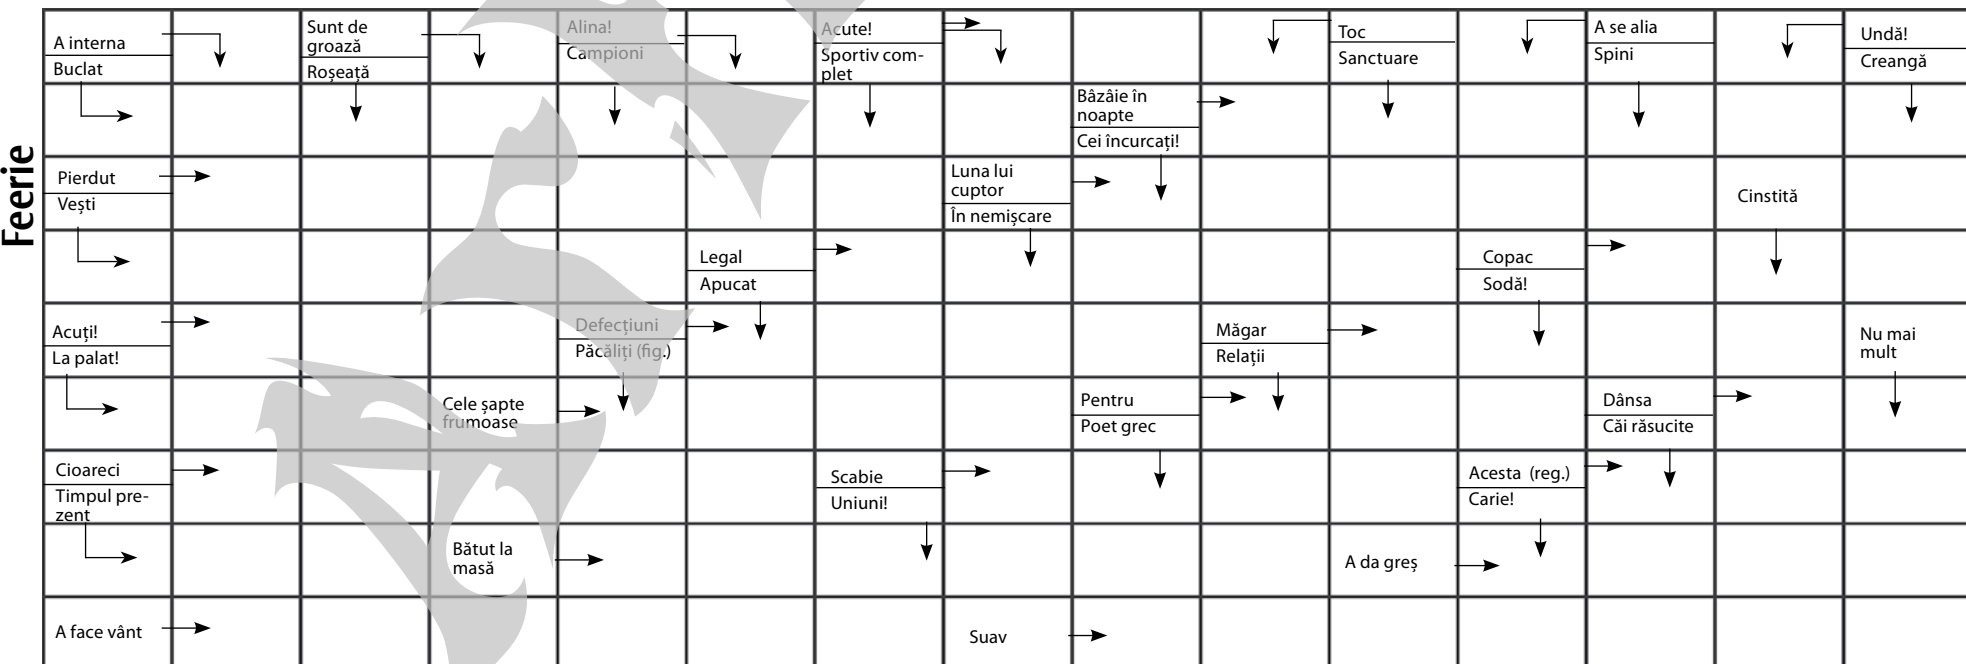 Feerie
A interna
Buclat
Sunt de
groază
Roșeață
Alina!
Campioni
Acute!
Sportiv com-
plet
Toc
Sanctuare
A se alia
Spini
Undă!
Creangă
Bâzâie în
noapte
Cei încurcați!
Pierdut
Vești
Luna lui
cuptor
În nemișcare
Cinstită
Legal
Apucat
Copac
Sodă!
Acuți!
La palat!
Defecțiuni
Păcăliți (fig.)
Măgar
Relații
Nu mai
mult
Cele șapte
frumoase
Pentru
Poet grec
Dânsa
Căi răsucite
Cioareci
Timpul pre-
zent
Scabie
Uniuni!
Acesta (reg.)
Carie!
Bătut la
masă
A da greș
A face vânt
Suav